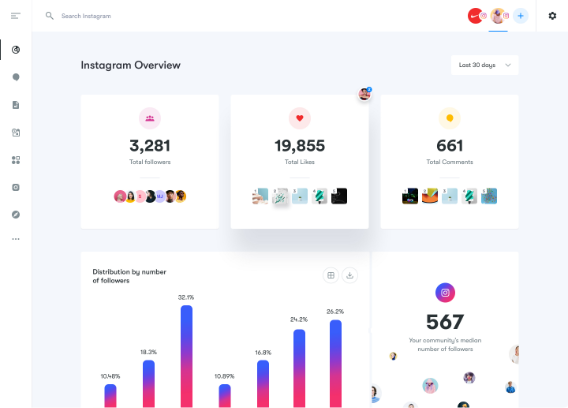 Search Instagram
Instagram Overview
Last 30 days
3,281
Total followers
19,855
Total Likes
661
Total Comments
Distribution by number
of followers
10.48%
18.3%
32.1%
10.89%
16.8%
24.2%
26.2%
567
Your community's median
number of followers